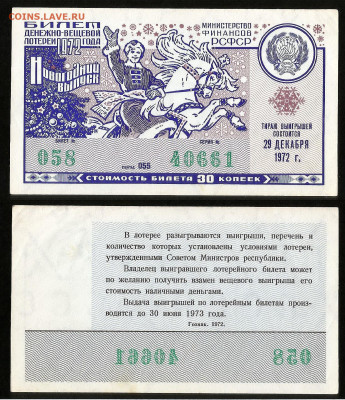 COINS.LAV.RU
БИЛЕТ
ДЕНЕЖНО-ВЕЩЕВОЙ
ЛОТЕРЕИ 1972 ГОДА
Новогодний
Выпуск
МИНИСТЕРСТВО
ФИНАНСОВ
РСФСР
ТИРАЖ ВЫИГРЫШЕЙ
СОСТОИТСЯ
29 ДЕКАБРЯ
1972 г.
БИЛЕТ №
СЕРИЯ №
058
РАЗРЯД 055
40661
СТОИМОСТЬ БИЛЕТА 30 КОПЕЕК
В лотерее разыгрываются выигрыши, перечень и
количество которых установлены условиями лотереи,
утвержденными Советом Министров республики.
Владелец выигравшего лотерейного билета может
по желанию получить взамен вещевого выигрыша его
стоимость наличными деньгами.
Выдача выигрышей по лотерейным билетам произ-
водится до 30 июня 1973 года.
Гознак. 1972.
40661
058